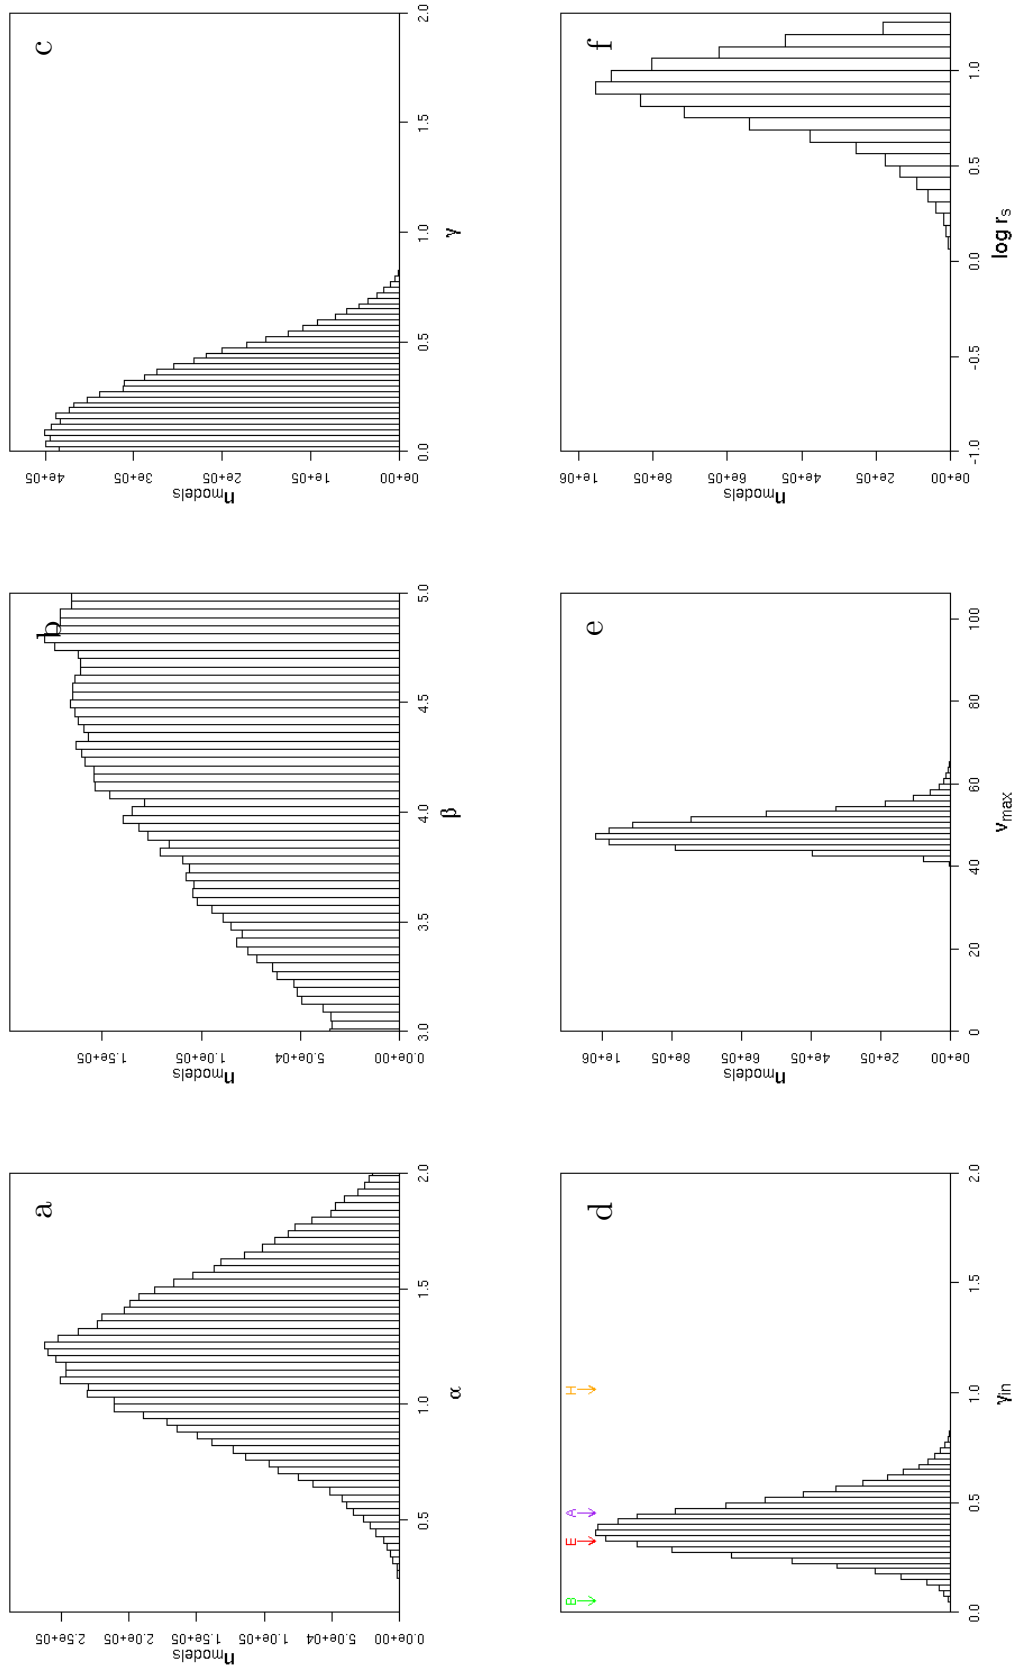 a
n_models
0.0e+00 5.0e+04 1.0e+05 1.5e+05 2.0e+05 2.5e+05
0.5 1.0 1.5 2.0
α
b
n_models
0.0e+00 5.0e+04 1.0e+05 1.5e+05
3.0 3.5 4.0 4.5 5.0
β
c
n_models
0e+00 1e+05 2e+05 3e+05 4e+05
0.0 0.5 1.0 1.5 2.0
γ
d
B E A H
0.0 0.5 1.0 1.5 2.0
γin
e
n_models
0e+00 2e+05 4e+05 6e+05 8e+05 1e+06
0 20 40 60 80 100
vmax
f
n_models
0e+00 2e+05 4e+05 6e+05 8e+05 1e+06
-1.0 -0.5 0.0 0.5 1.0
log rs